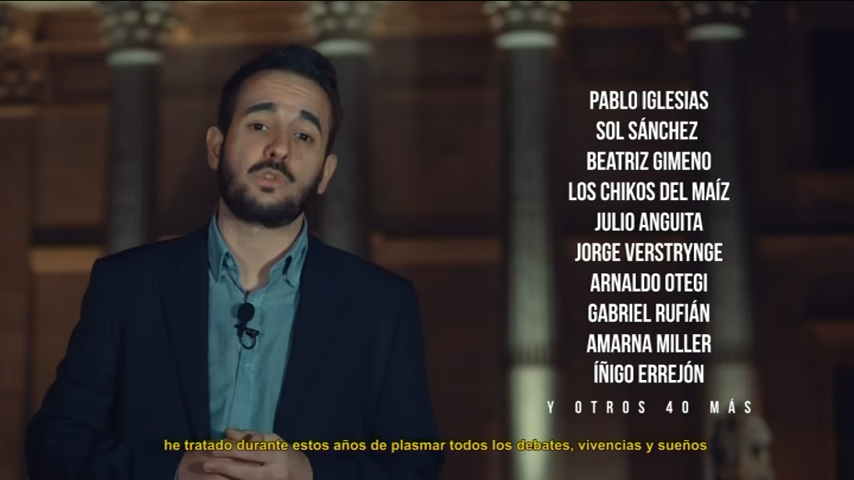 PABLO IGLESIAS
SOL SÁNCHEZ
BEATRIZ GIMENO
LOS CHIKOS DEL MAÍZ
JULIO ANGUITA
JORGE VERSTRYNGE
ARNALDO OTEGI
GABRIEL RUFIÁN
AMARNA MILLER
ÍÑIGO ERREJÓN
Y OTROS 40 MÁS
he tratado durante estos años de plasmar todos los debates, vivencias y sueños